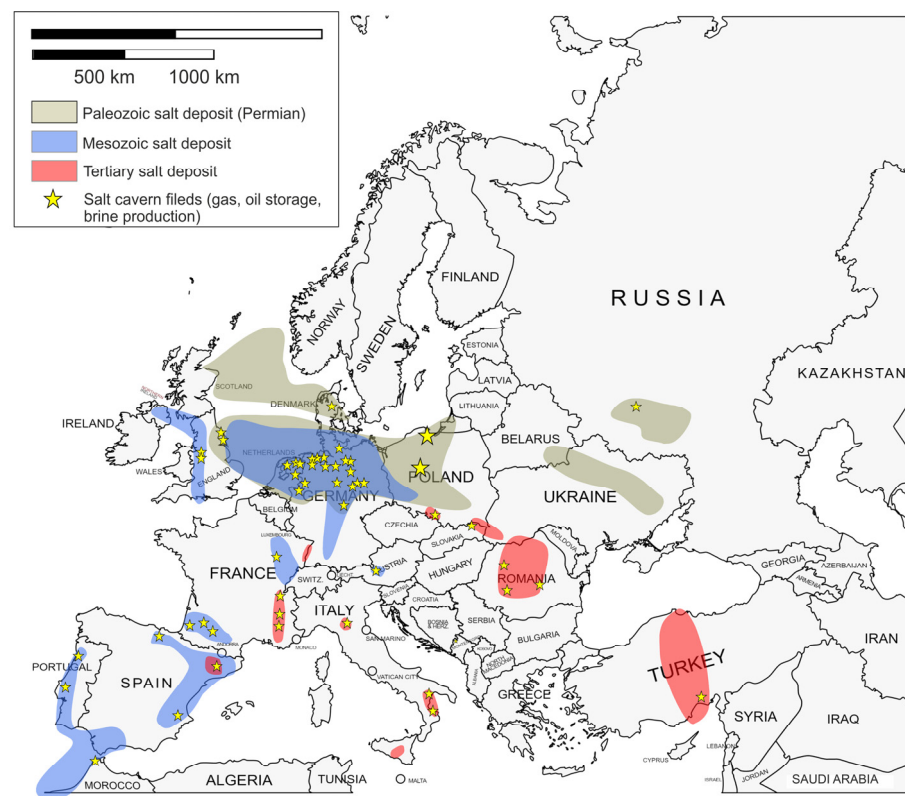 500 km 1000 km
Paleozoic salt deposit (Permian)
Mesozoic salt deposit
Tertiary salt deposit
Salt cavern fileds (gas, oil storage,
brine production)
FINLAND
RUSSIA
NORWAY
SWEDEN
ESTONIA
SCOTLAND
LATVIA
KAZAKHSTAN
DENMARK
LITHUANIA
IRELAND
BELARUS
NETHERLANDS
WALES
ENGLAND
POLAND
GERMANY
UKRAINE
BELGIUM
CZECHIA
LUXEMBOURG
SLOVAKIA
MOLDOVA
FRANCE
AUSTRIA
SWITZ.
HUNGARY
GEORGIA
AZERBAIJAN
SLOVENIA
ROMANIA
ARMENIA
CROATIA
ITALY
BOSNIA
& HERZ.
SERBIA
SAN MARINO
ANDORRA
MONACO
KOSOVO
BULGARIA
IRAN
PORTUGAL
SPAIN
VATICAN CITY
NORTH
MACEDONIA
ALBANIA
TURKEY
GREECE
SYRIA
IRAQ
CYPRUS
LEBANON
MALTA
MOROCCO
ALGERIA
TUNISIA
ISRAEL
JORDAN
SAUDI ARABIA